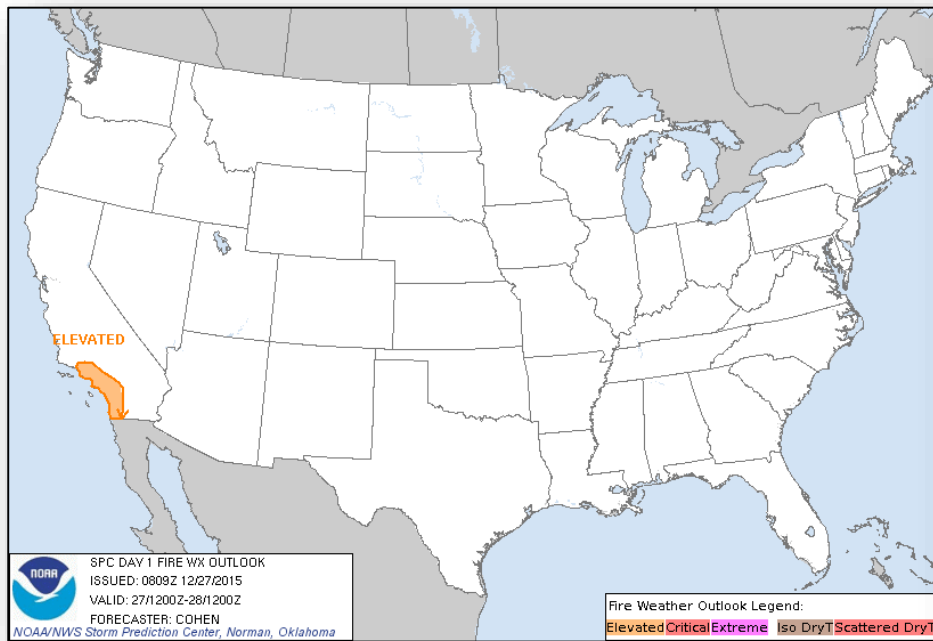 ELEVATED
NOAA
SPC DAY 1 FIRE WX OUTLOOK
ISSUED: 0809Z 12/27/2015
VALID: 27/1200Z-28/1200Z
FORECASTER: COHEN
NOAA/NWS Storm Prediction Center, Norman, Oklahoma
Fire Weather Outlook Legend:
Elevated Critical Extreme Iso DryT Scattered DryT